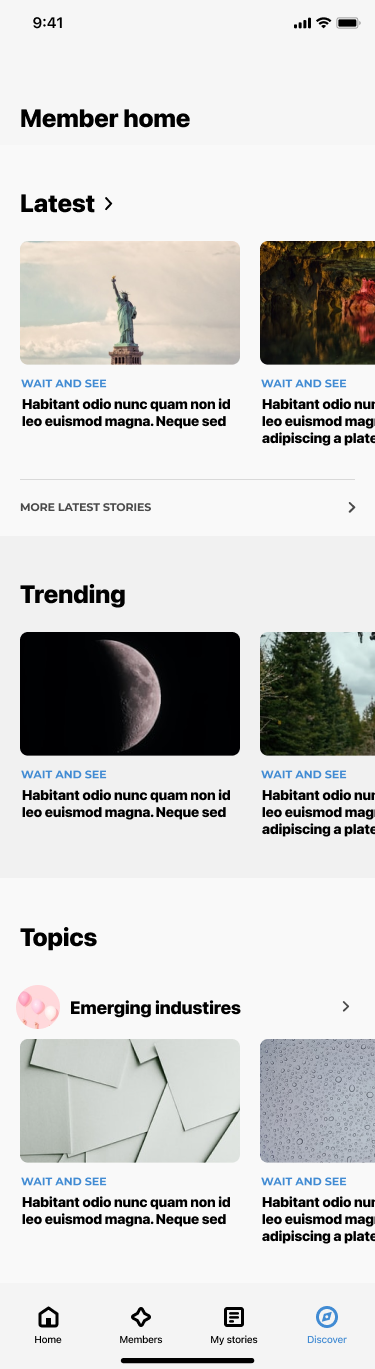 9:41
Member home
Latest
WAIT AND SEE
Habitant odio nunc quam non id
leo euismod magna. Neque sed
WAIT AND SEE
Habitant odio nun
leo euismod mag
adipiscing a plate
MORE LATEST STORIES
Trending
WAIT AND SEE
Habitant odio nunc quam non id
leo euismod magna. Neque sed
WAIT AND SEE
Habitant odio nun
leo euismod mag
adipiscing a plate
Topics
Emerging industires
WAIT AND SEE
Habitant odio nunc quam non id
leo euismod magna. Neque sed
WAIT AND SEE
Habitant odio nun
leo euismod mag
adipiscing a plate
Home
Members
My stories
Discover